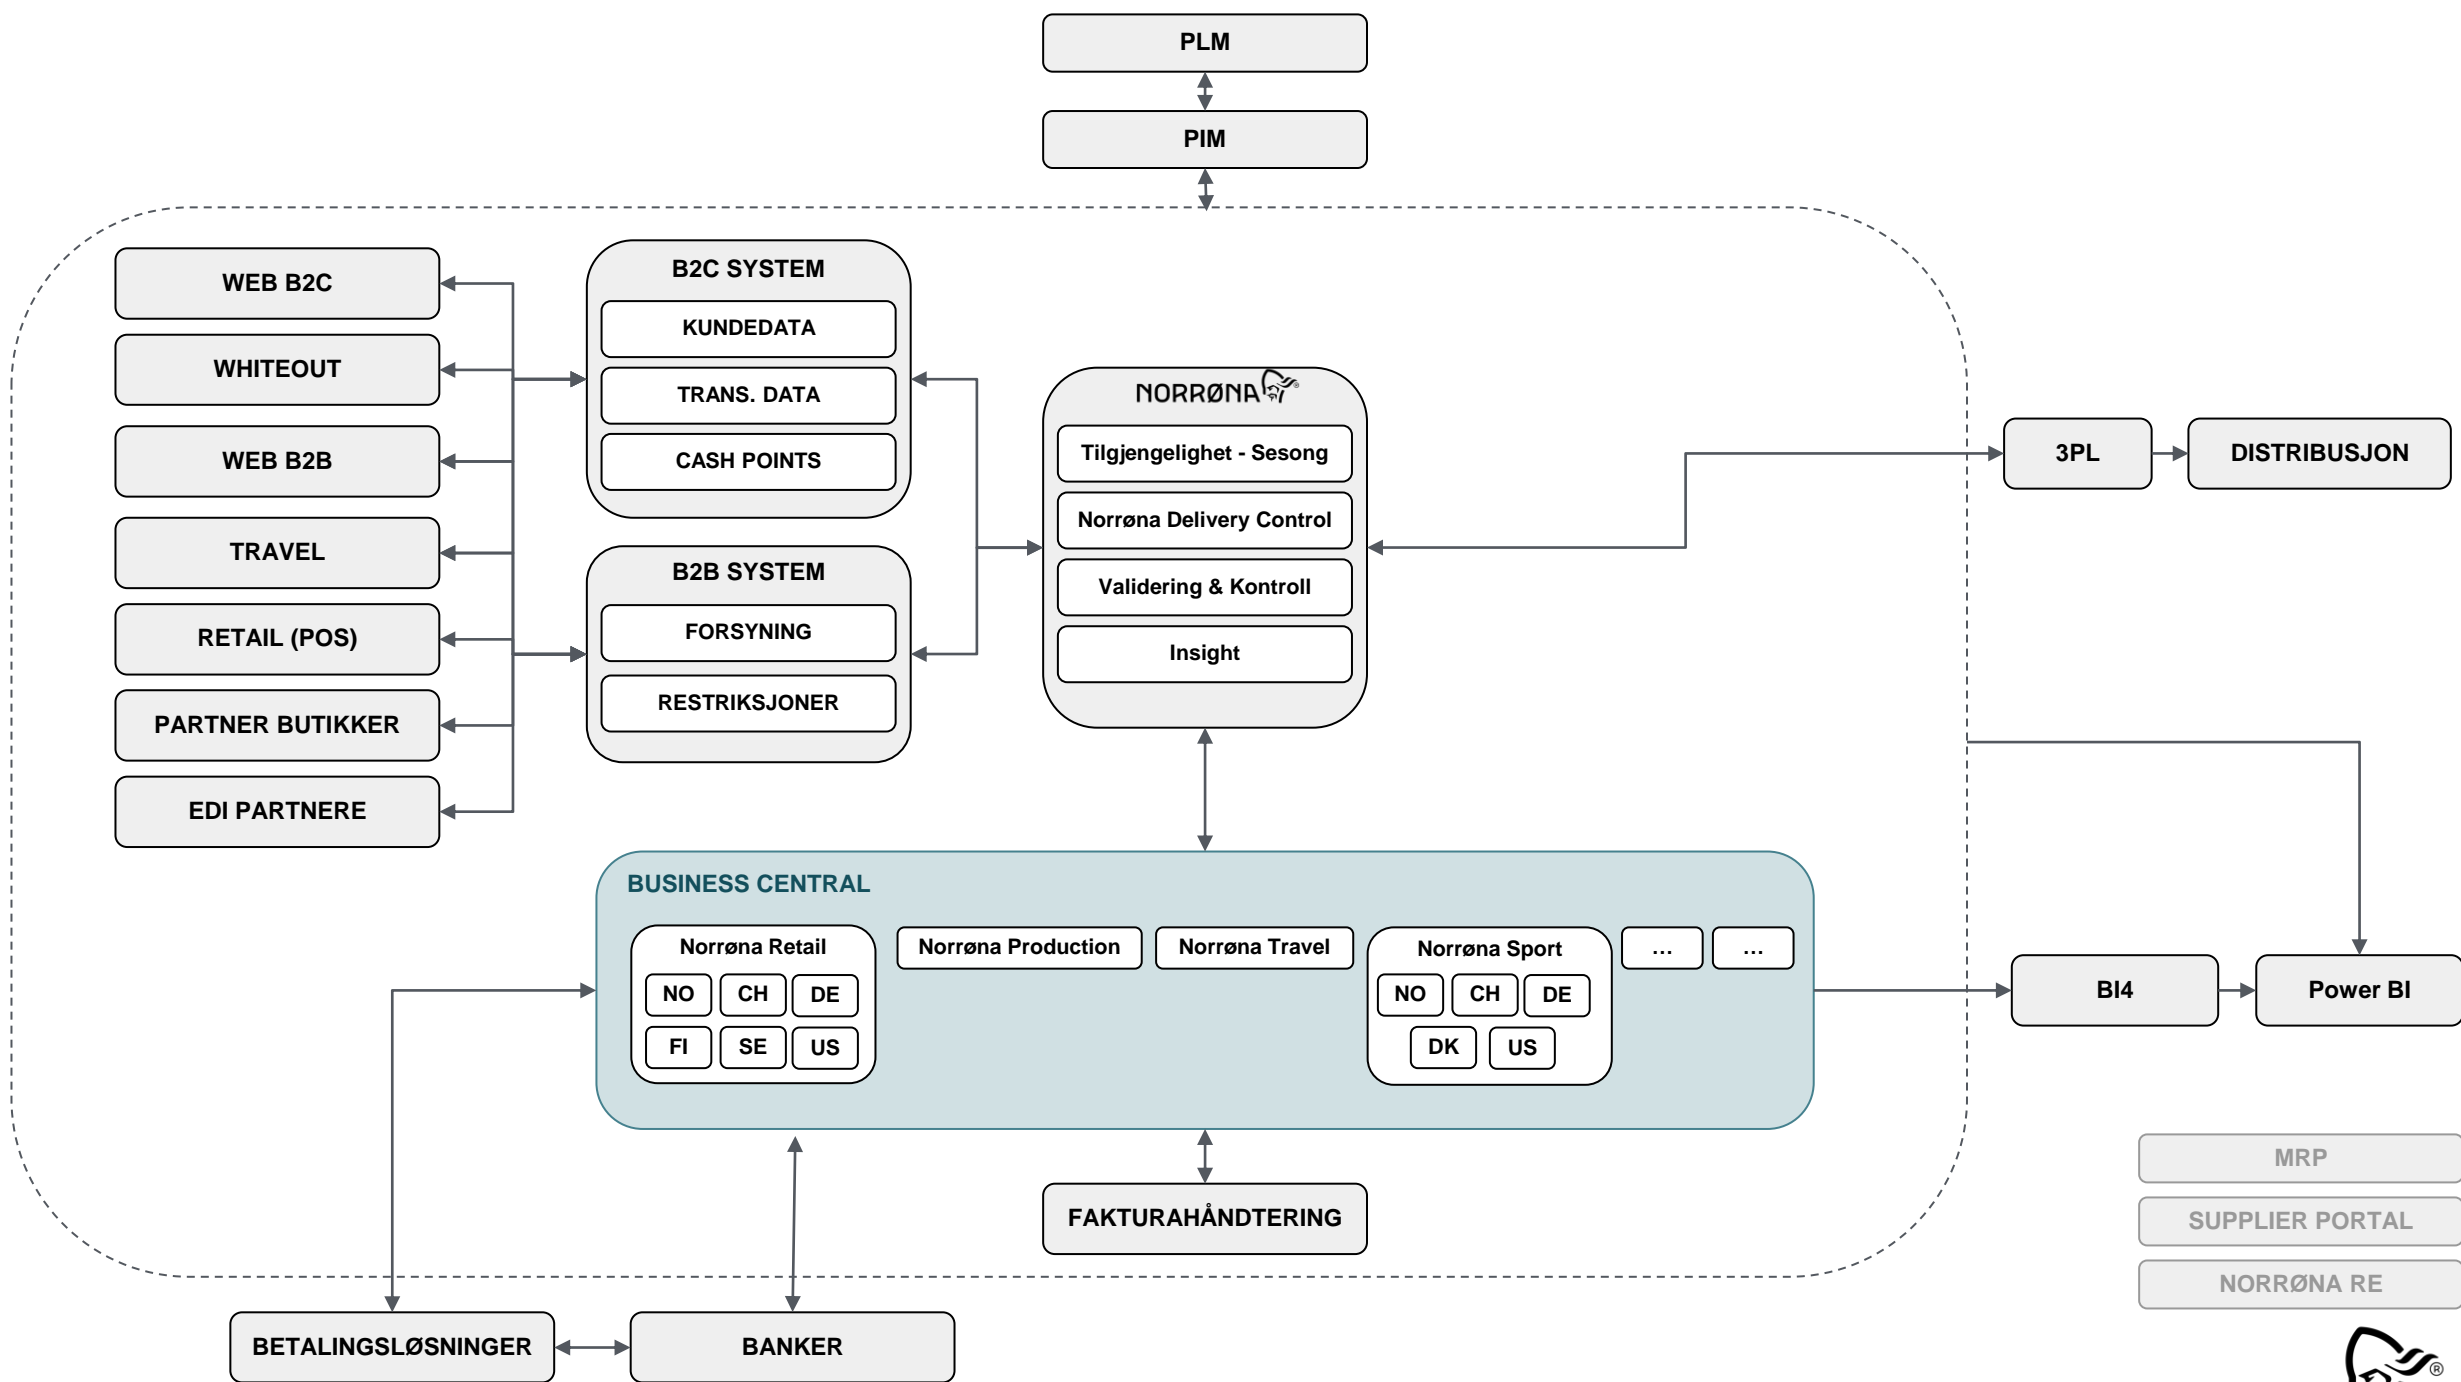 PLM
PIM
WEB B2C
WHITEOUT
WEB B2B
TRAVEL
RETAIL (POS)
PARTNER BUTIKKER
EDI PARTNERE
B2C SYSTEM
KUNDEDATA
TRANS. DATA
CASH POINTS
B2B SYSTEM
FORSYNING
RESTRIKSJONER
NORRØNA®
Tilgjengelighet - Sesong
Norrøna Delivery Control
Validering & Kontroll
Insight
3PL
DISTRIBUSJON
BUSINESS CENTRAL
Norrøna Retail
NO CH DE
FI SE US
Norrøna Production
Norrøna Travel
Norrøna Sport
NO CH DE
DK US
...
...
BI4
Power BI
FAKTURAHÅNDTERING
BETALINGSLØSNINGER
BANKER
MRP
SUPPLIER PORTAL
NORRØNA RE
®